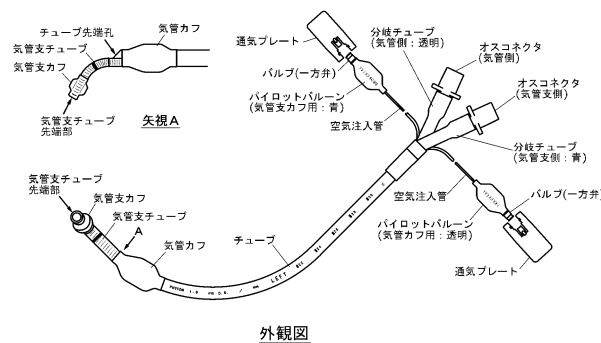 チューブ先端孔
気管カフ
気管支チューブ
気管支カフ
気管支チューブ
先端部
矢視A
通気プレート
バルブ(一方弁)
パイロットバルーン
(気管支カフ用:青)
空気注入管
分岐チューブ
(気管側:透明)
オスコネクタ
(気管側)
オスコネクタ
(気管支側)
分岐チューブ
(気管支側:青)
空気注入管
バルブ(一方弁)
パイロットバルーン
(気管カフ用:透明)
通気プレート
気管支チューブ
先端部
気管支カフ
気管支チューブ
A
気管カフ
チューブ
LEFT
外観図